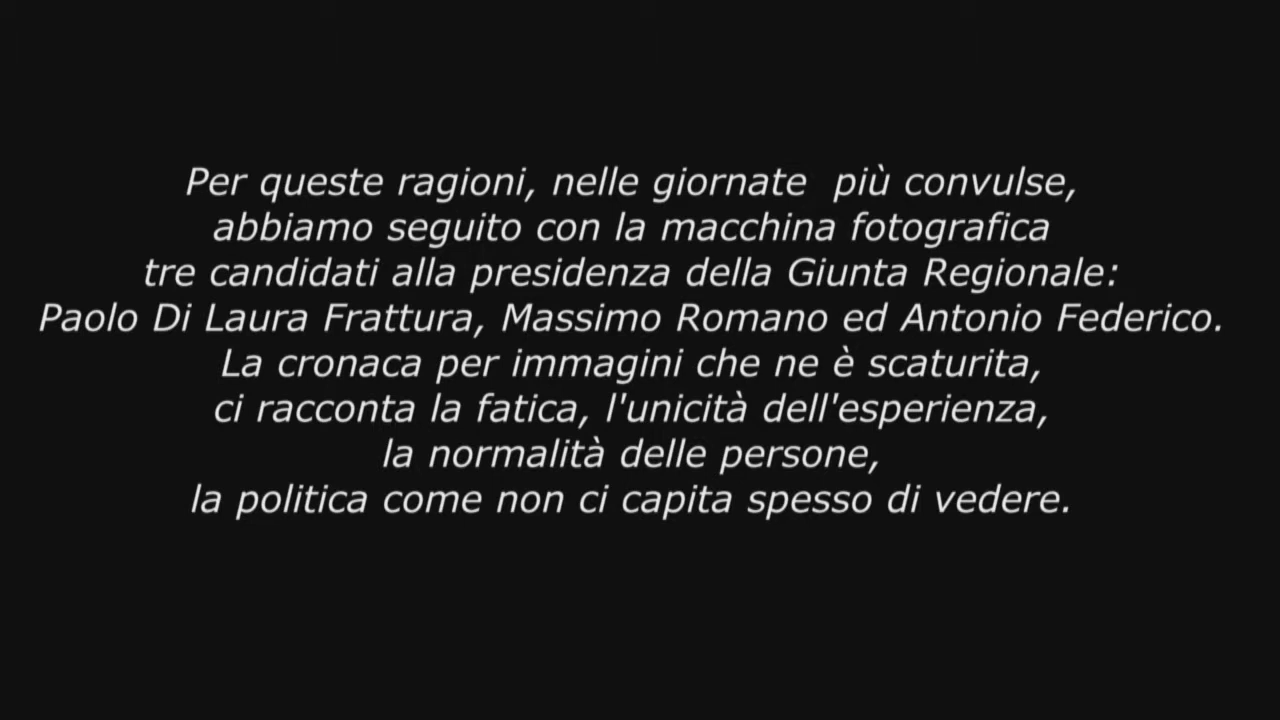 Per queste ragioni, nelle giornate  più convulse,
abbiamo seguito con la macchina fotografica
tre candidati alla presidenza della Giunta Regionale:
Paolo Di Laura Frattura, Massimo Romano ed Antonio Federico.
La cronaca per immagini che ne è scaturita,
ci racconta la fatica, l'unicità dell'esperienza,
la normalità delle persone,
la politica come non ci capita spesso di vedere.